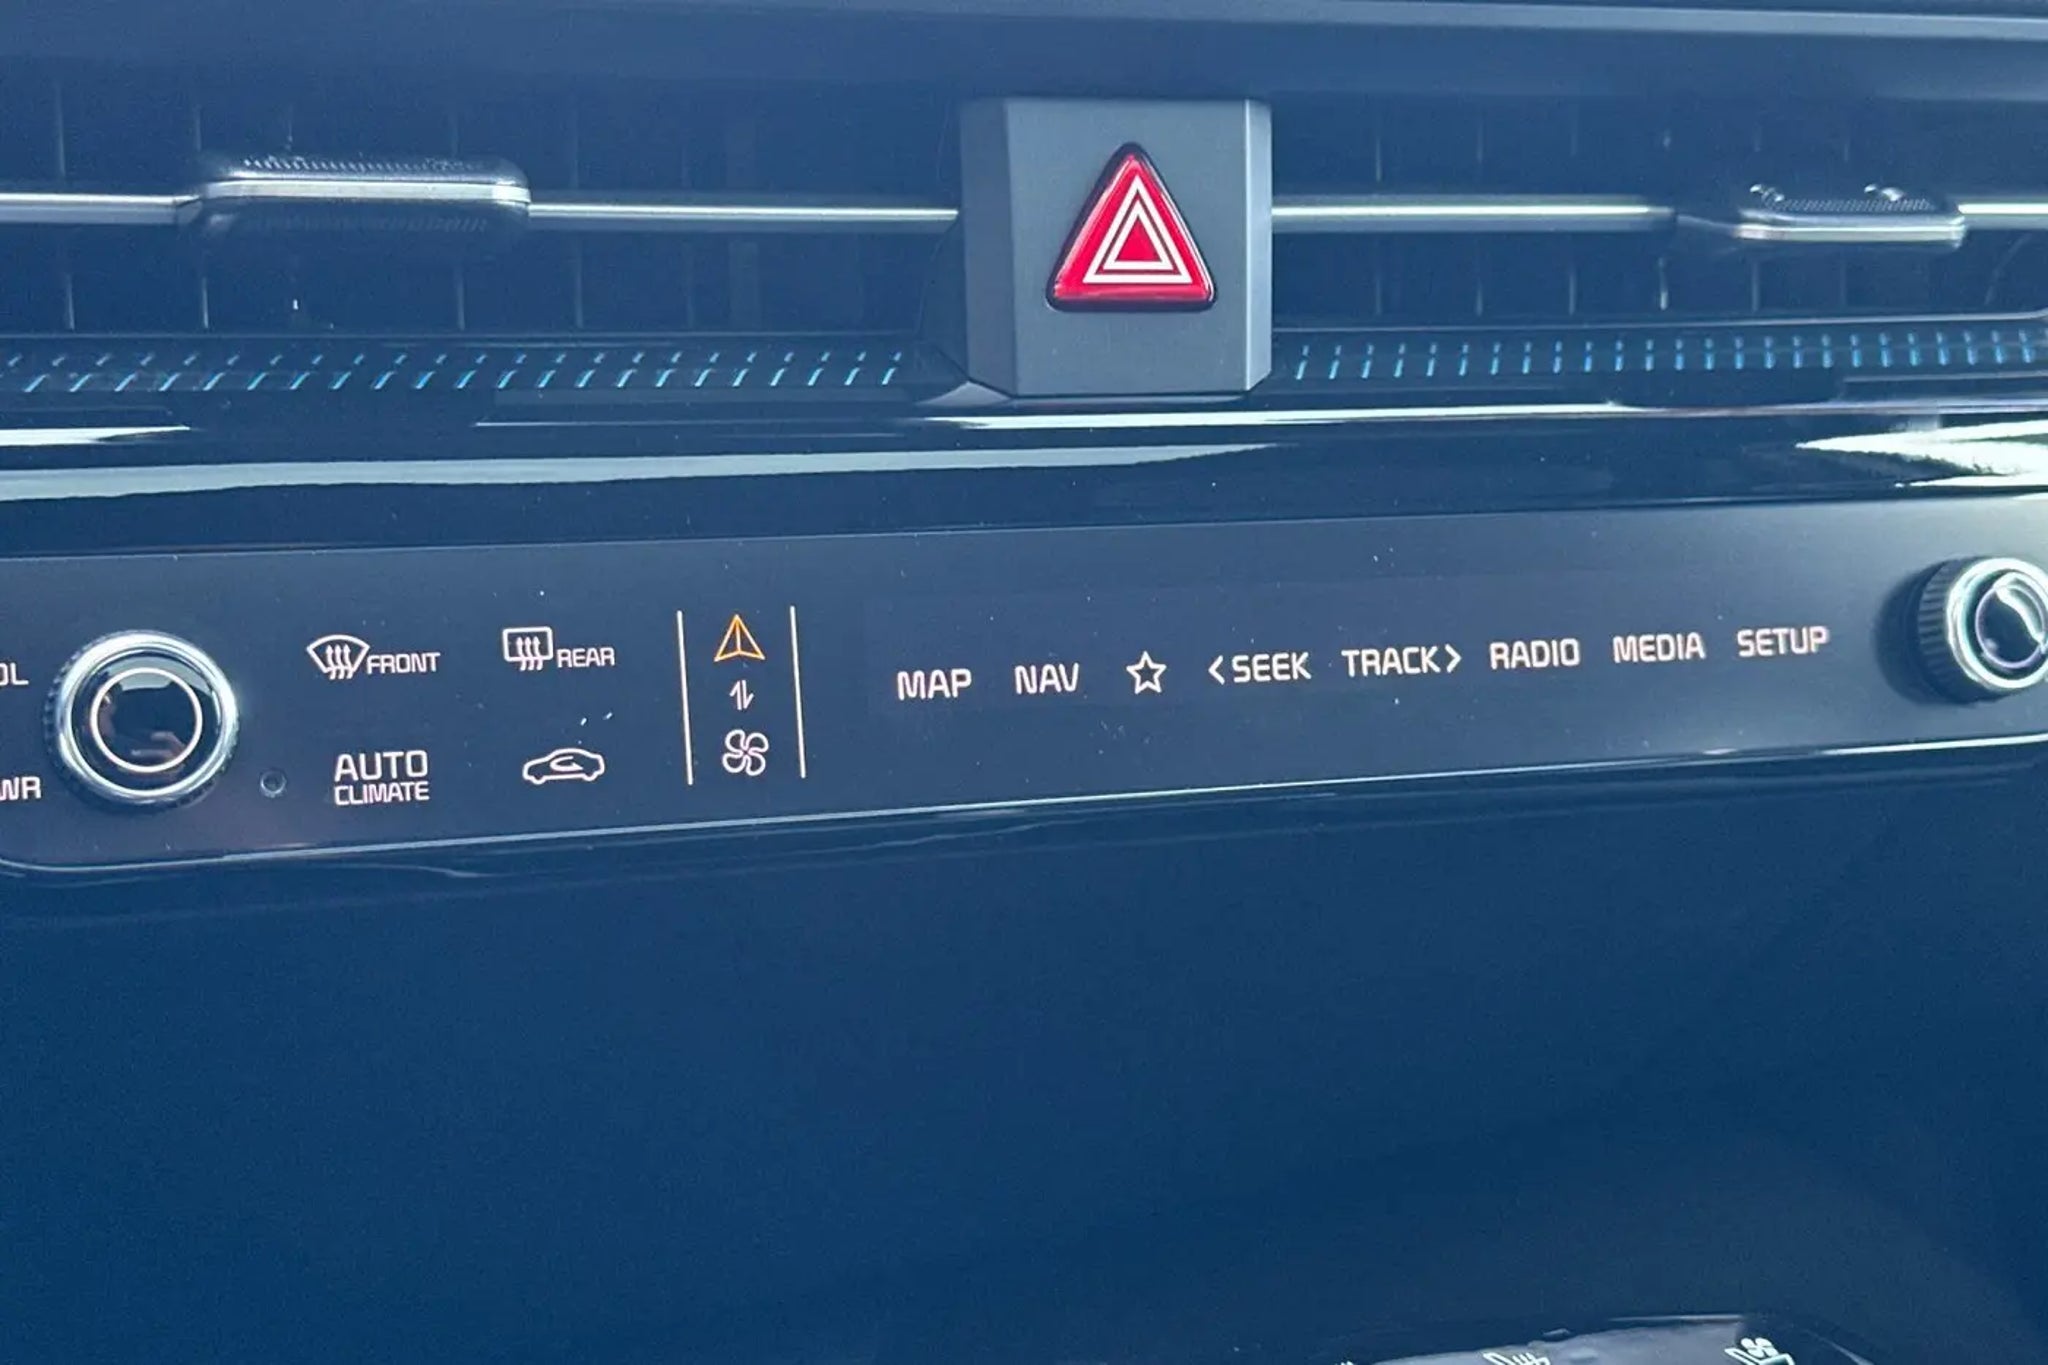 FRONT
REAR
AUTO
CLIMATE
MAP NAV <SEEK TRACK> RADIO MEDIA SETUP